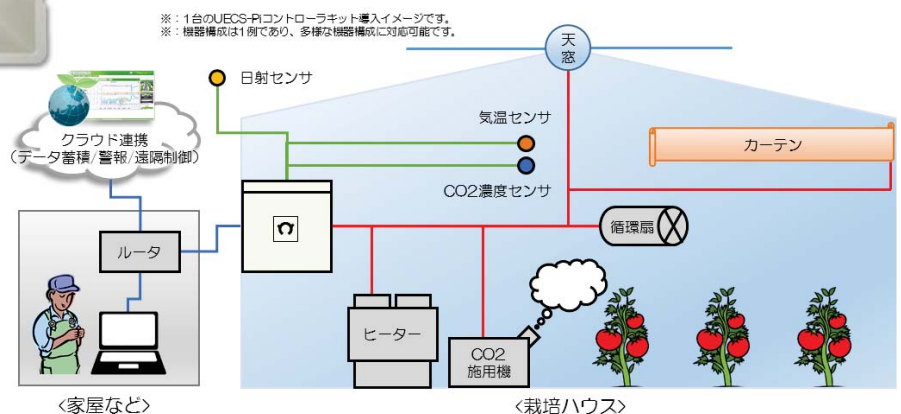 ※：1台のUECS-Piコントローラキット導入イメージです。
※：機器構成は1例であり、多様な機器構成に対応可能です。
天
窓
日射センサ
気温センサ
クラウド連携
(データ蓄積/警報/遠隔制御)
カーテン
CO2濃度センサ
循環扇
ルータ
ヒーター
CO2
施用機
<家屋など>
<栽培ハウス>